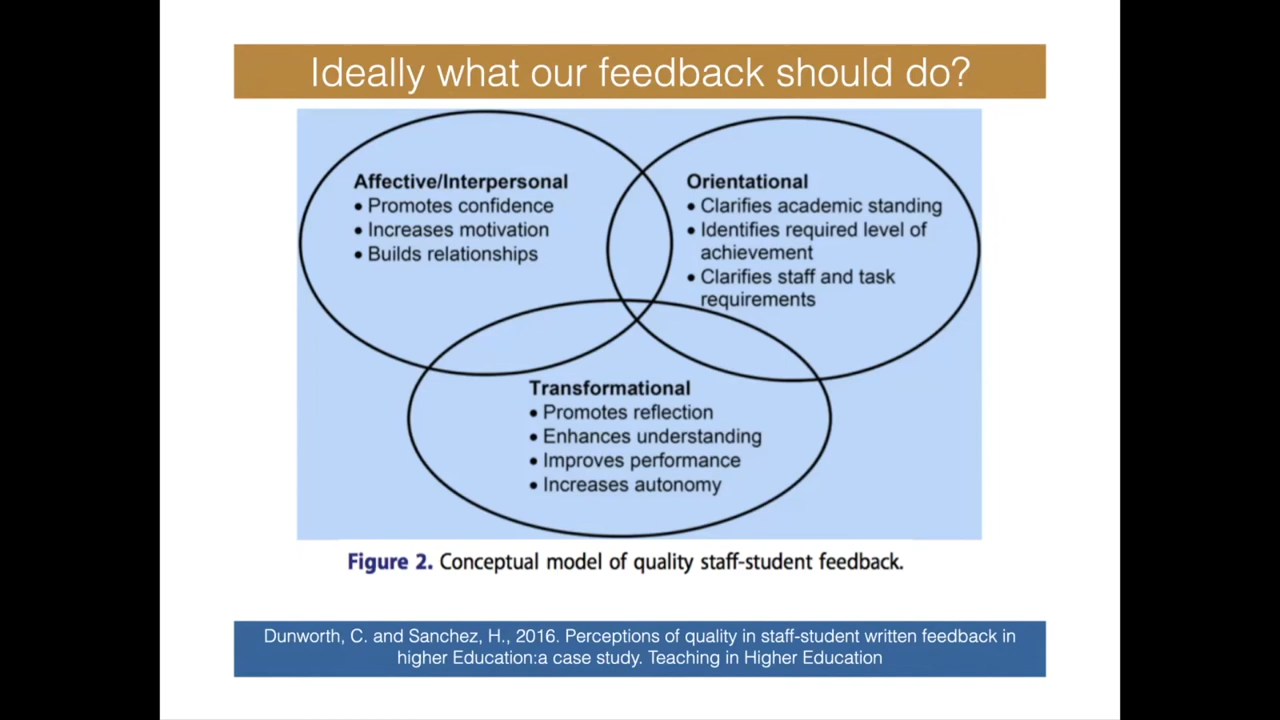 Ideally what our feedback should do?
Affective/Interpersonal
• Promotes confidence
• Increases motivation
• Builds relationships
Orientational
• Clarifies academic standing
• Identifies required level of
achievement
• Clarifies staff and task
requirements
Transformational
• Promotes reflection
• Enhances understanding
• Improves performance
• Increases autonomy
Figure 2. Conceptual model of quality staff-student feedback.
Dunworth, C. and Sanchez, H., 2016. Perceptions of quality in staff-student written feedback in
higher Education:a case study. Teaching in Higher Education